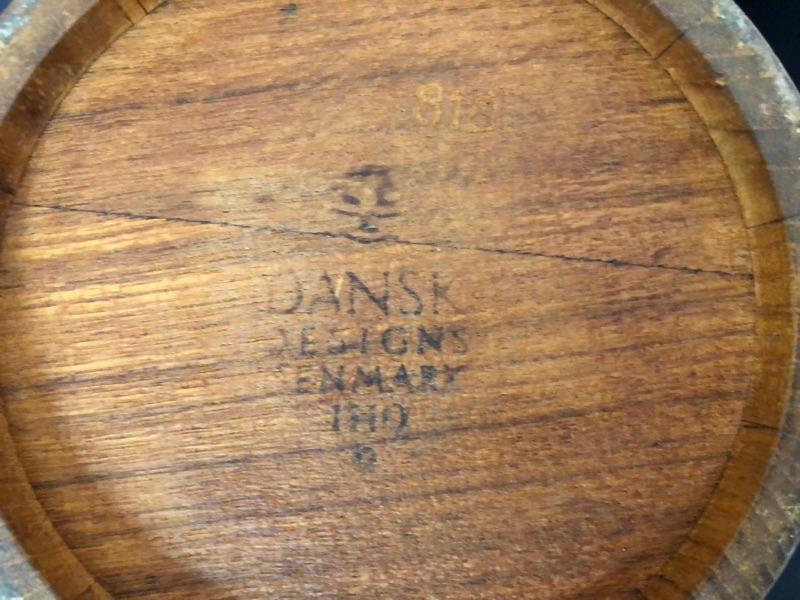 818
DANSK
DESIGNS
DENMARK
IHQ
©